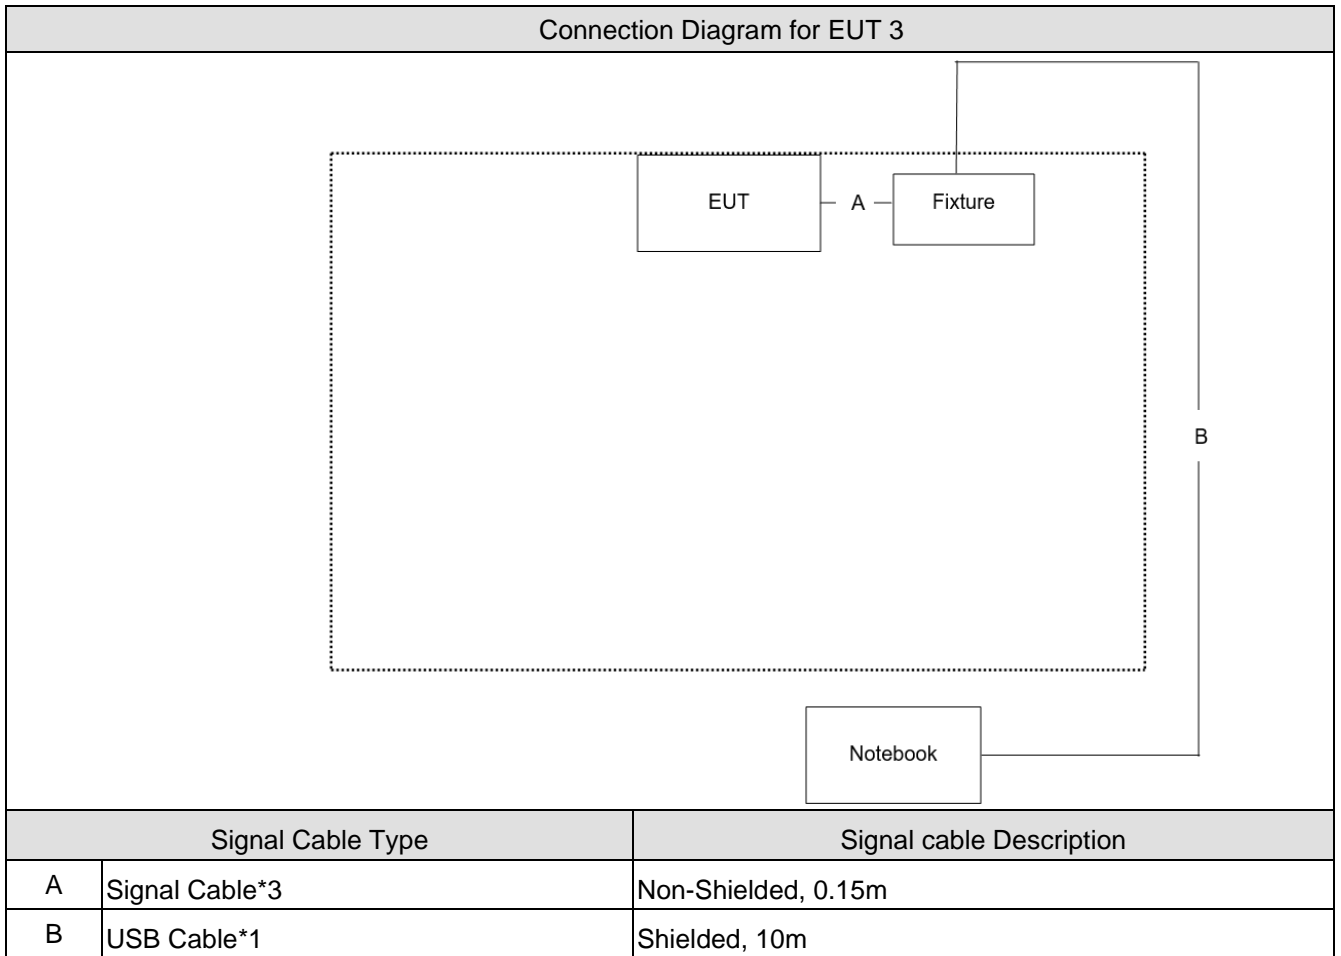 Connection Diagram for EUT 3
EUT
A
Fixture
B
Notebook
Signal Cable Type
Signal cable Description
A
Signal Cable*3
Non-Shielded, 0.15m
B
USB Cable*1
Shielded, 10m